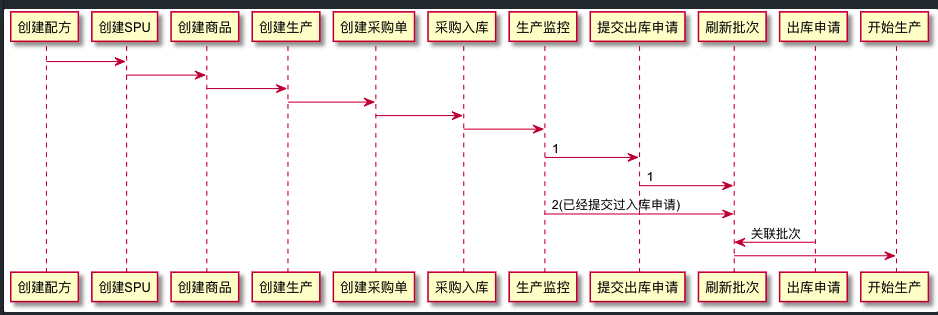 创建配方 创建SPU 创建商品 创建生产 创建采购单 采购入库 生产监控 提交出库申请 刷新批次 出库申请 开始生产
1
1
2(已经提交过入库申请)
关联批次
创建配方 创建SPU 创建商品 创建生产 创建采购单 采购入库 生产监控 提交出库申请 刷新批次 出库申请 开始生产